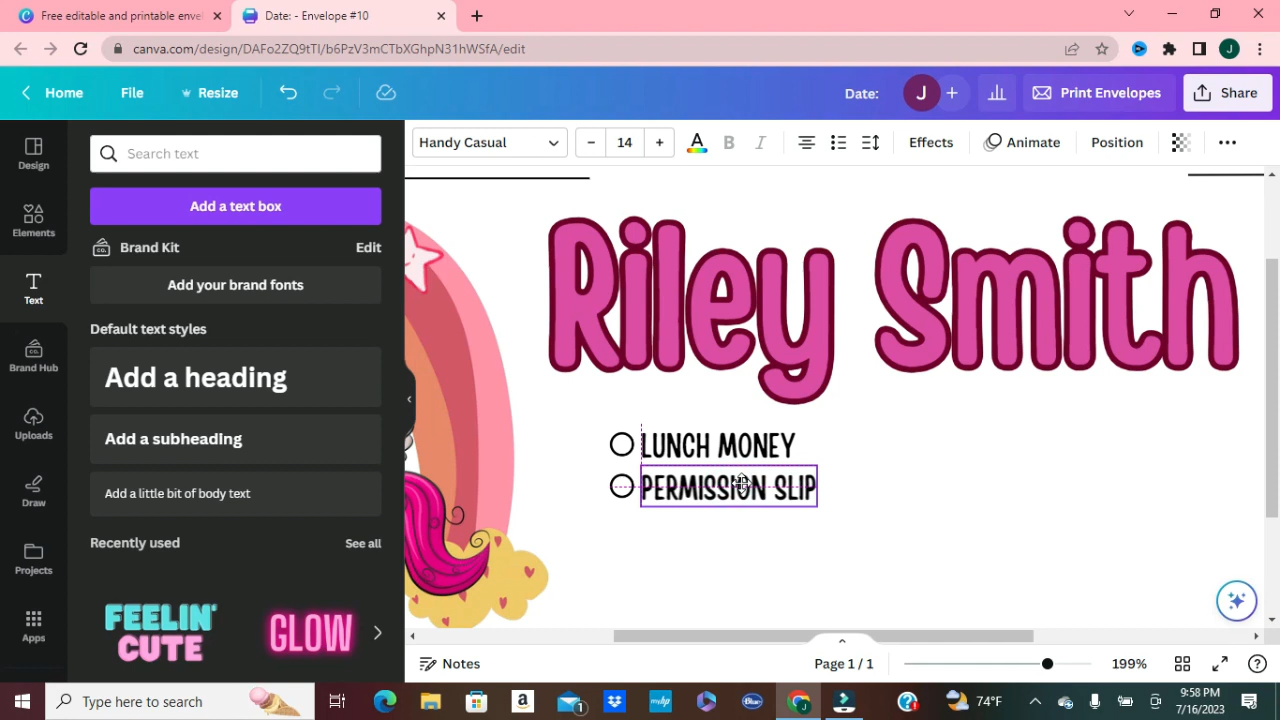 Free editable and printable enve
Date: - Envelope #10
canva.com/design/DAFo2ZQ9tTI/b6PzV3mCTbXGhpN31hWSfA/edit
J
Home
File
Resize
Date:
J
Print Envelopes
Share
Design
Elements
Text
Brand Hub
Uploads
Draw
Projects
Apps
Search text
Add a text box
Brand Kit
Edit
Add your brand fonts
Default text styles
Add a heading
Add a subheading
Add a little bit of body text
Recently used
See all
FEELIN'
CUTE
GLOW
Handy Casual
14
A
B
I
Effects
Animate
Position
Riley Smith
LUNCH MONEY
PERMISSION SLIP
Notes
Page 1 / 1
199%
Type here to search
74°F
9:58 PM
7/16/2023